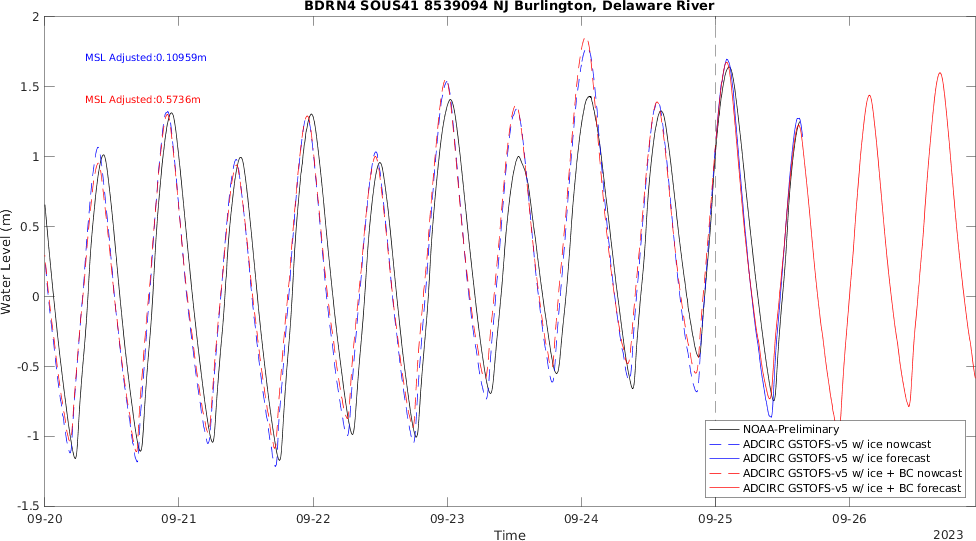 BDRN4 SOUS41 8539094 NJ Burlington, Delaware River
2
1.5
1
0.5
0
-0.5
-1
-1.5
Water Level (m)
MSL Adjusted:0.10959m
MSL Adjusted:0.5736m
NOAA-Preliminary
ADCIRC GSTOFS-v5 w/ ice nowcast
ADCIRC GSTOFS-v5 w/ ice forecast
ADCIRC GSTOFS-v5 w/ ice + BC nowcast
ADCIRC GSTOFS-v5 w/ ice + BC forecast
09-20 09-21 09-22 09-23 09-24 09-25 09-26
Time
2023